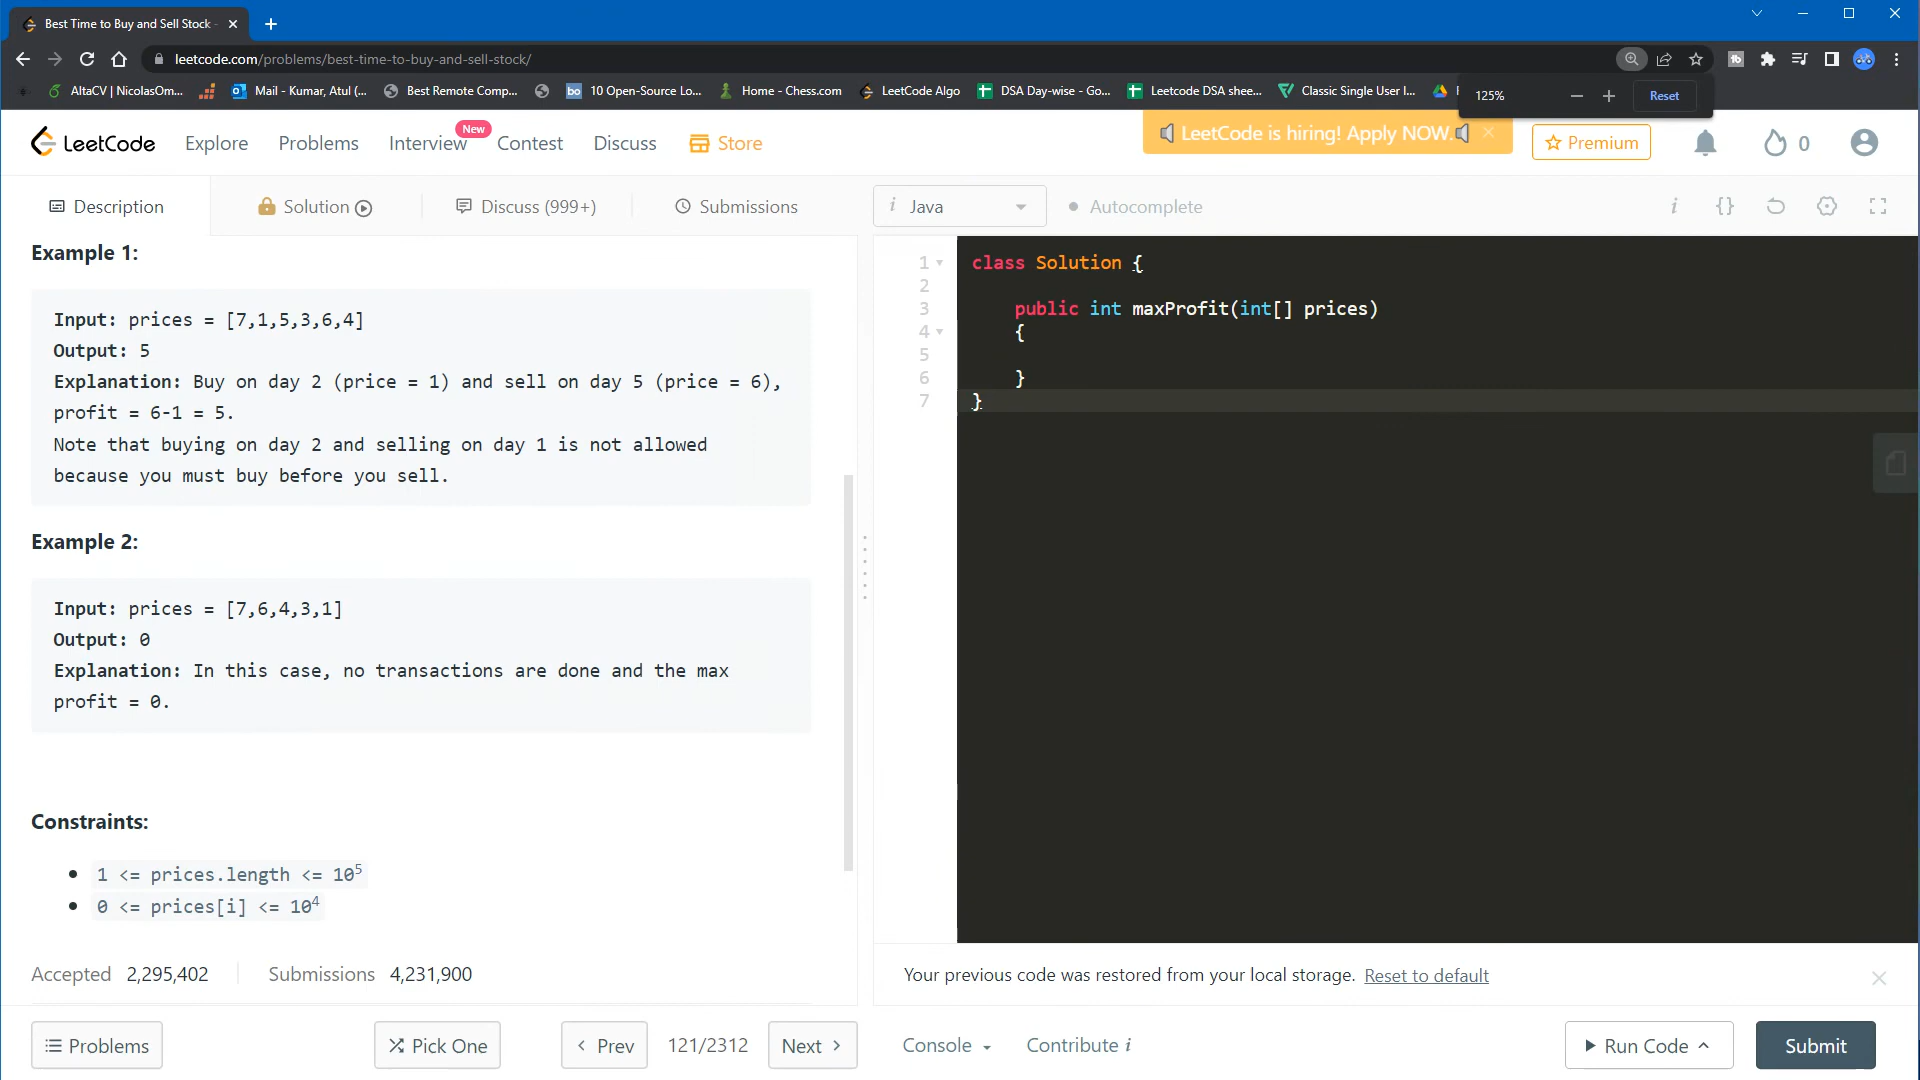 Best Time to Buy and Sell Stock -
leetcode.com/problems/best-time-to-buy-and-sell-stock/
AltaCV | NicolasOm...
Mail - Kumar, Atul (...
Best Remote Comp...
bo 10 Open-Source Lo...
Home - Chess.com
LeetCode Algo
DSA Day-wise - Go...
Leetcode DSA shee...
Classic Single User I...
125%
Reset
LeetCode
Explore
Problems
Interview
New
Contest
Discuss
Store
LeetCode is hiring! Apply NOW.
Premium
0
Description
Solution
Discuss (999+)
Submissions
i Java
Autocomplete
i {}
Example 1:
Input: prices = [7,1,5,3,6,4]
Output: 5
Explanation: Buy on day 2 (price = 1) and sell on day 5 (price = 6),
profit = 6-1 = 5.
Note that buying on day 2 and selling on day 1 is not allowed
because you must buy before you sell.
Example 2:
Input: prices = [7,6,4,3,1]
Output: 0
Explanation: In this case, no transactions are done and the max
profit = 0.
Constraints:
1 <= prices.length <= 10⁵
0 <= prices[i] <= 10⁴
Accepted 2,295,402
Submissions 4,231,900
Problems
Pick One
Prev
121/2312
Next
1 class Solution {
2
3 public int maxProfit(int[] prices)
4 {
5
6 }
7 }
Your previous code was restored from your local storage. Reset to default
Console
Contribute i
Run Code
Submit